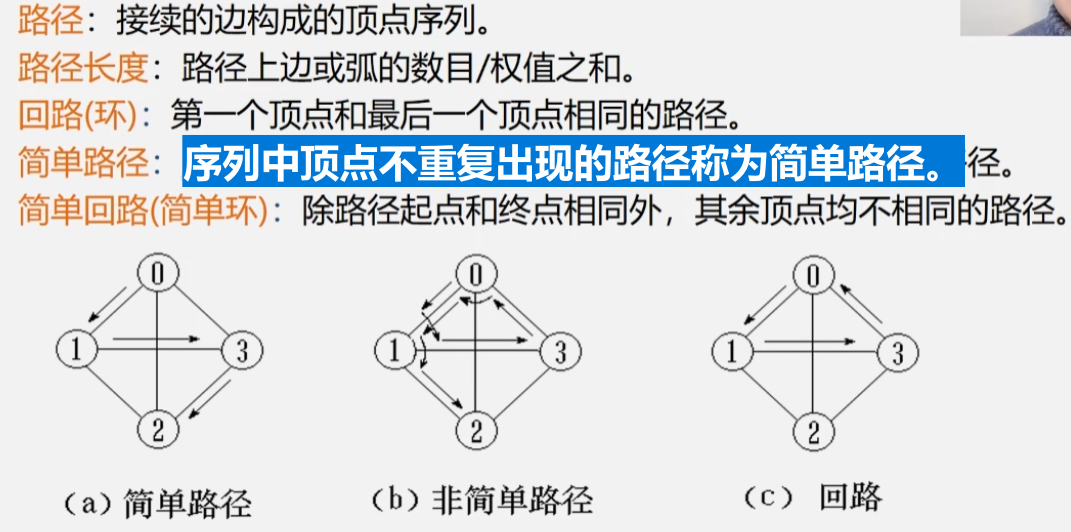 路径：接续的边构成的顶点序列。
路径长度：路径上边或弧的数目/权值之和。
回路(环)：第一个顶点和最后一个顶点相同的路径。
简单路径：序列中顶点不重复出现的路径称为简单路径。径。
简单回路(简单环)：除路径起点和终点相同外，其余顶点均不相同的路径。
0 0 0
1 3 1 3 1 3
2 2 2
（a）简单路径 （b）非简单路径 （c） 回路